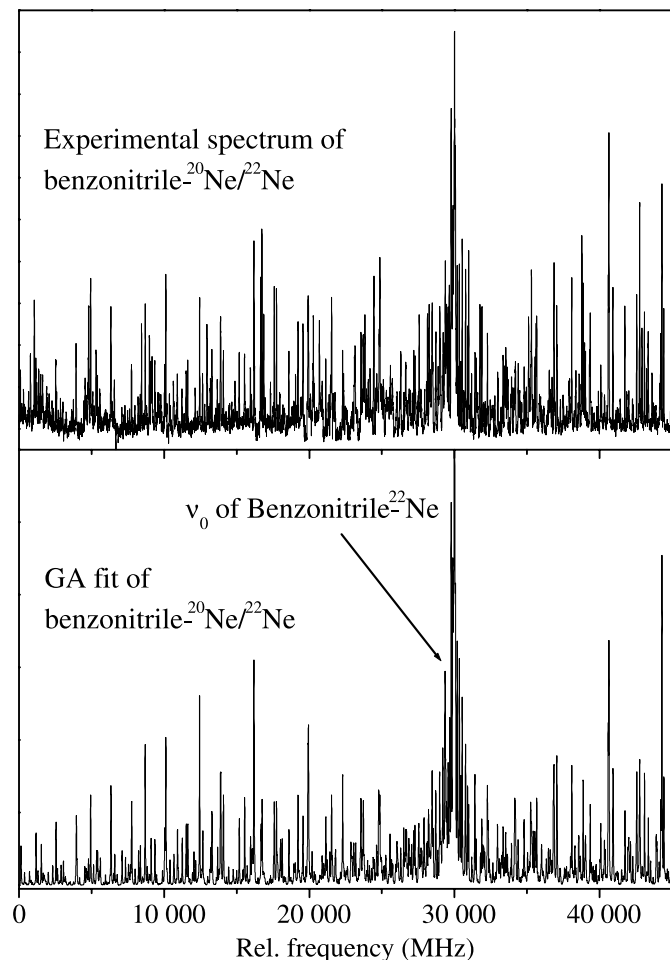 Experimental spectrum of
benzonitrile-²⁰Ne/²²Ne
ν₀ of Benzonitrile-²²Ne
GA fit of
benzonitrile-²⁰Ne/²²Ne
0 10 000 20 000 30 000 40 000
Rel. frequency (MHz)